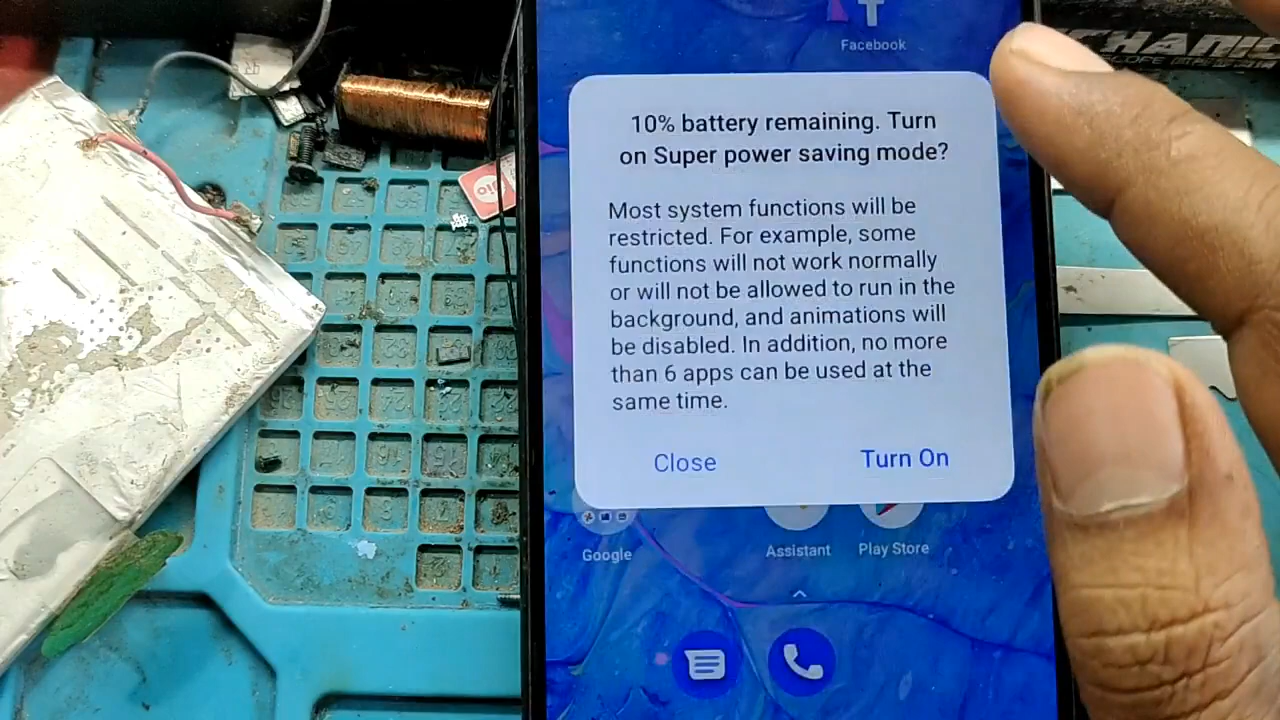 Facebook
10% battery remaining. Turn
on Super power saving mode?
Most system functions will be
restricted. For example, some
functions will not work normally
or will not be allowed to run in the
background, and animations will
be disabled. In addition, no more
than 6 apps can be used at the
same time.
Close
Turn On
Google
Assistant
Play Store
Jio